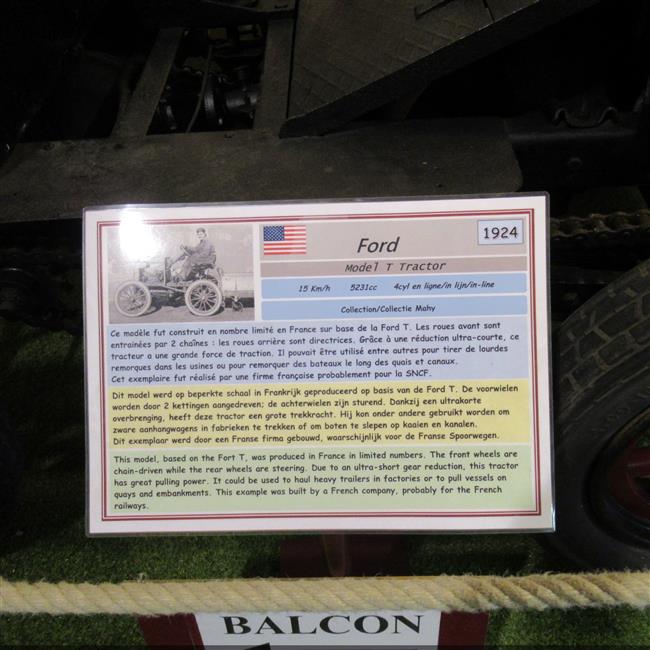 Ford
1924
Model T Tractor
15 Km/h 5231cc 4cyl en ligne/in lijn/in-line
Collection/Collectie Mahy
Ce modèle fut construit en nombre limité en France sur base de la Ford T. Les roues avant sont
entrainées par 2 chaînes : les roues arrière sont directrices. Grâce à une réduction ultra-courte, ce
tracteur a une grande force de traction. Il pouvait être utilisé entre autres pour tirer de lourdes
remorques dans les usines ou pour remorquer des bateaux le long des quais et canaux.
Cet exemplaire fut réalisé par une firme française probablement pour la SNCF.
Dit model werd op beperkte schaal in Frankrijk geproduceerd op basis van de Ford T. De voorwielen
worden door 2 kettingen aangedreven; de achterwielen zijn sturend. Dankzij een ultrakorte
overbrenging, heeft deze tractor een grote trekkracht. Hij kon onder andere gebruikt worden om
zware aanhangwagens in fabrieken te trekken of om boten te slepen op kaaien en kanalen.
Dit exemplaar werd door een Franse firma gebouwd, waarschijnlijk voor de Franse Spoorwegen.
This model, based on the Fort T, was produced in France in limited numbers. The front wheels are
chain-driven while the rear wheels are steering. Due to an ultra-short gear reduction, this tractor
has great pulling power. It could be used to haul heavy trailers in factories or to pull vessels on
quays and embankments. This example was built by a French company, probably for the French
railways.
BALCON